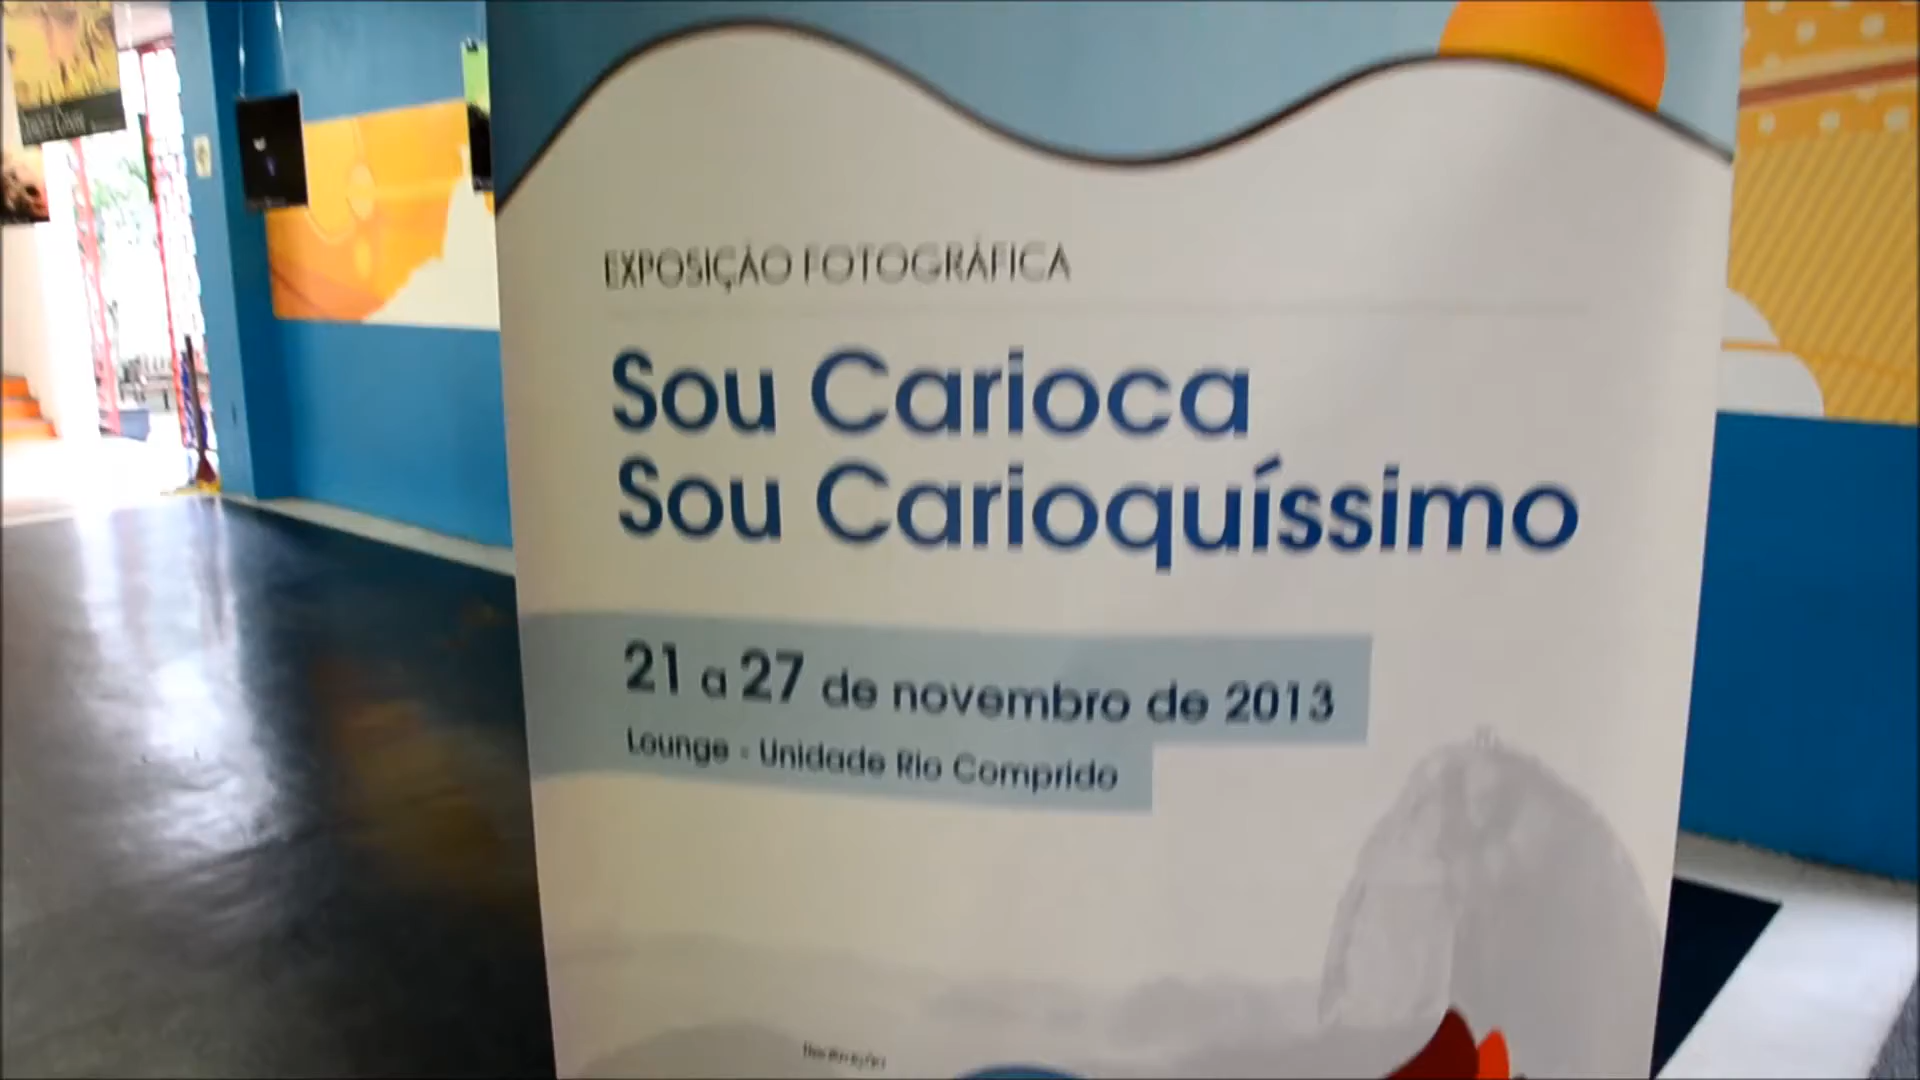 EXPOSIÇÃO FOTOGRÁFICA
Sou Carioca
Sou Carioquíssimo
21 a 27 de novembro de 2013
Lounge - Unidade Rio Comprido